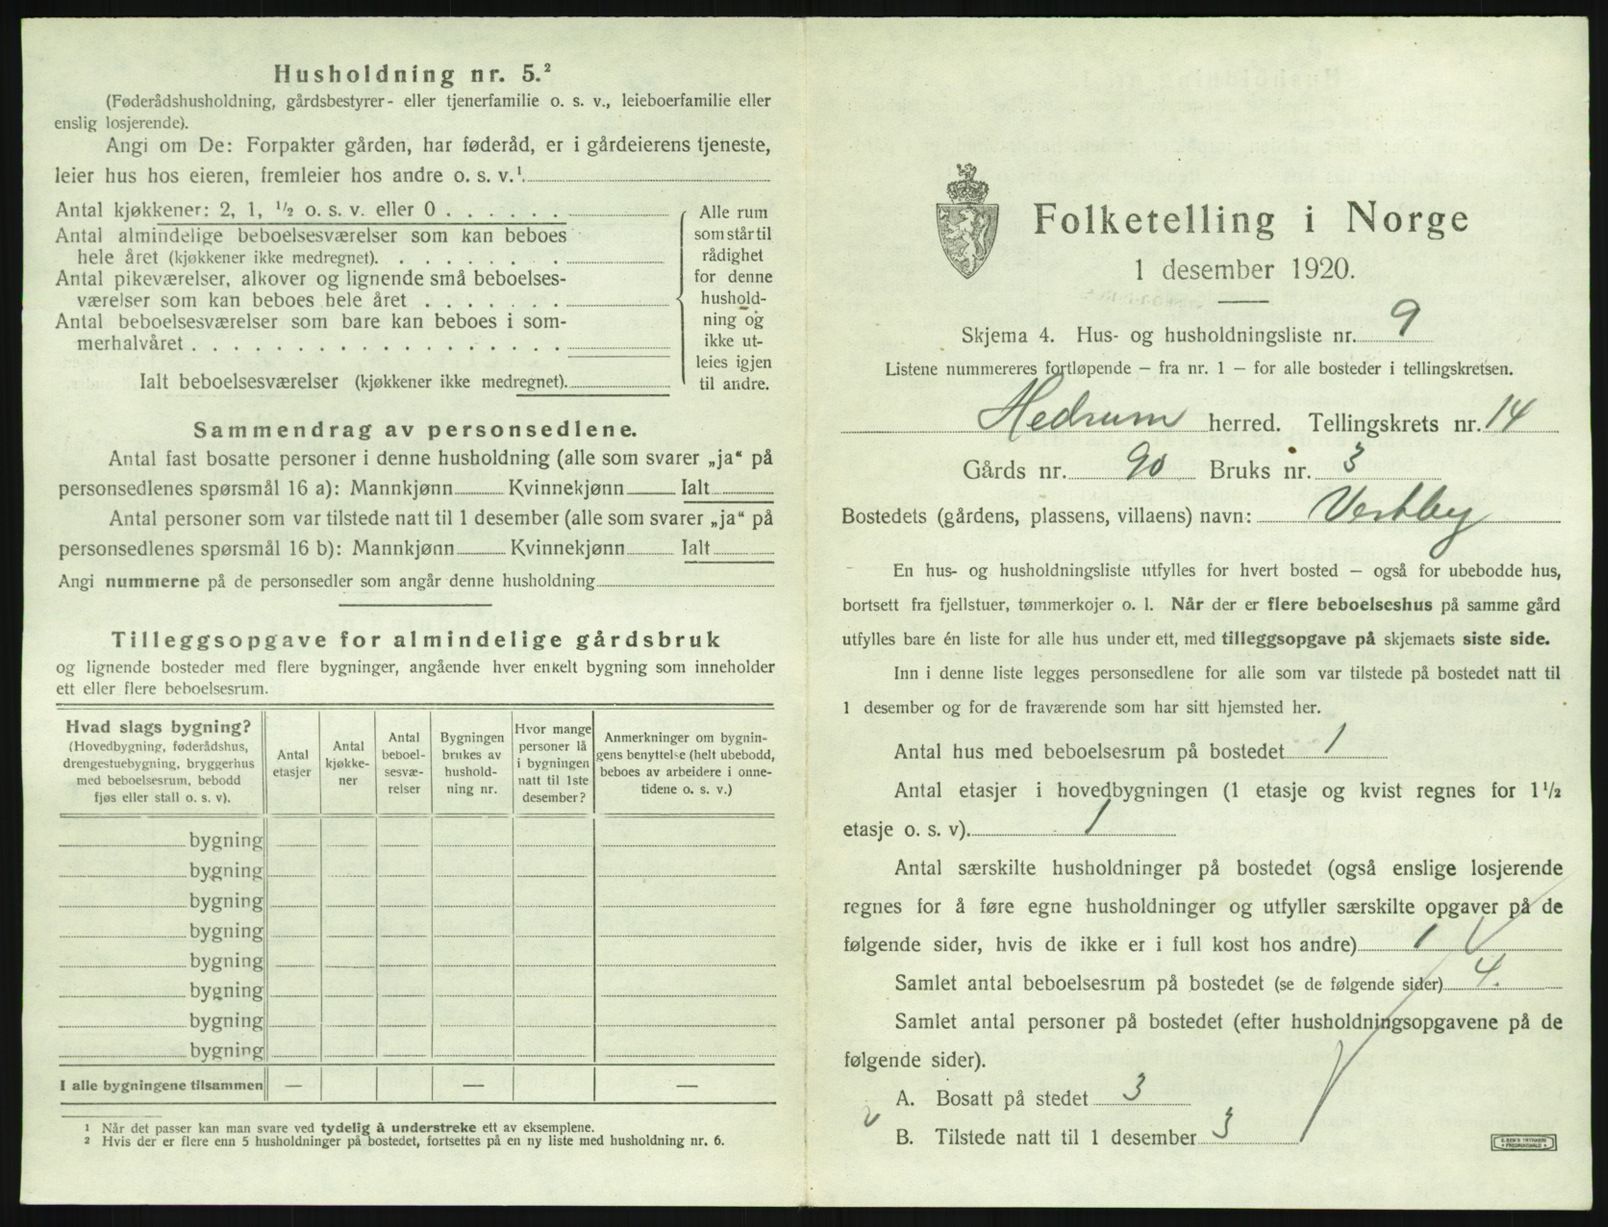 Husholdning nr. 5.²
(Føderådshusholdning, gårdsbestyrer- eller tjenerfamilie o. s. v., leieboerfamilie eller
enslig losjerende).
Angi om De: Forpakter gården, har føderåd, er i gårdeierens tjeneste,
leier hus hos eieren, fremleier hos andre o. s. v.¹
Antal kjøkkener: 2, 1, ½ o. s. v. eller 0 . . . . . .
Antal almindelige beboelsesværelser som kan beboes
hele året (kjøkkener ikke medregnet). . . . . . . .
Antal pikeværelser, alkover og lignende små beboelses-
værelser som kan beboes hele året . . . . . . .
Antal beboelsesværelser som bare kan beboes i som-
merhalvåret . . . . . . . . . . . . . . . . . .
Ialt beboelsesværelser (kjøkkener ikke medregnet).
Alle rum
som står til
rådighet
for denne
hushold-
ning og
ikke ut-
leies igjen
til andre.
Sammendrag av personsedlene.
Antal fast bosatte personer i denne husholdning (alle som svarer „ja“ på
personsedlenes spørsmål 16 a): Mannkjønn Kvinnekjønn Ialt
Antal personer som var tilstede natt til 1 desember (alle som svarer „ja“ på
personsedlenes spørsmål 16 b): Mannkjønn Kvinnekjønn Ialt
Angi nummerne på de personsedler som angår denne husholdning
Tilleggsopgave for almindelige gårdsbruk
og lignende bosteder med flere bygninger, angående hver enkelt bygning som inneholder
ett eller flere beboelsesrum.
Hvad slags bygning?
(Hovedbygning, føderådshus,
drengestuebygning, bryggerhus
med beboelsesrum, bebodd
fjøs eller stall o. s. v).
Antal
etasjer
Antal
kjøkke-
ner
Antal
beboel-
sesvæ-
relser
Bygningen
brukes av
hushold-
ning nr.
Hvor mange
personer lå
i bygningen
natt til 1ste
desember?
Anmerkninger om bygnin-
gens benyttelse (helt ubebodd,
beboes av arbeidere i onne-
tidene o. s. v.)
bygning
bygning
bygning
bygning
bygning
bygning
bygning
bygning
I alle bygningene tilsammen — — —
¹ Når det passer kan man svare ved tydelig å understreke ett av eksemplene.
² Hvis der er flere enn 5 husholdninger på bostedet, fortsettes på en ny liste med husholdning nr. 6.
Folketelling i Norge
1 desember 1920.
Skjema 4. Hus- og husholdningsliste nr. 9
Listene nummereres fortløpende — fra nr. 1 — for alle bosteder i tellingskretsen.
Hedrum herred. Tellingskrets nr. 14
Gårds nr. 90 Bruks nr. 3
Bostedets (gårdens, plassens, villaens) navn: Vestby
En hus- og husholdningsliste utfylles for hvert bosted — også for ubebodde hus,
bortsett fra fjellstuer, tømmerkojer o. l. Når der er flere beboelseshus på samme gård
utfylles bare én liste for alle hus under ett, med tilleggsopgave på skjemaets siste side.
Inn i denne liste legges personsedlene for alle som var tilstede på bostedet natt til
1 desember og for de fraværende som har sitt hjemsted her.
Antal hus med beboelsesrum på bostedet 1
Antal etasjer i hovedbygningen (1 etasje og kvist regnes for 1½
etasje o. s. v). 1
Antal særskilte husholdninger på bostedet (også enslige losjerende
regnes for å føre egne husholdninger og utfyller særskilte opgaver på de
følgende sider, hvis de ikke er i full kost hos andre) 1
Samlet antal beboelsesrum på bostedet (se de følgende sider) 4.
Samlet antal personer på bostedet (efter husholdningsopgavene på de
følgende sider).
A. Bosatt på stedet 3
B. Tilstede natt til 1 desember 3